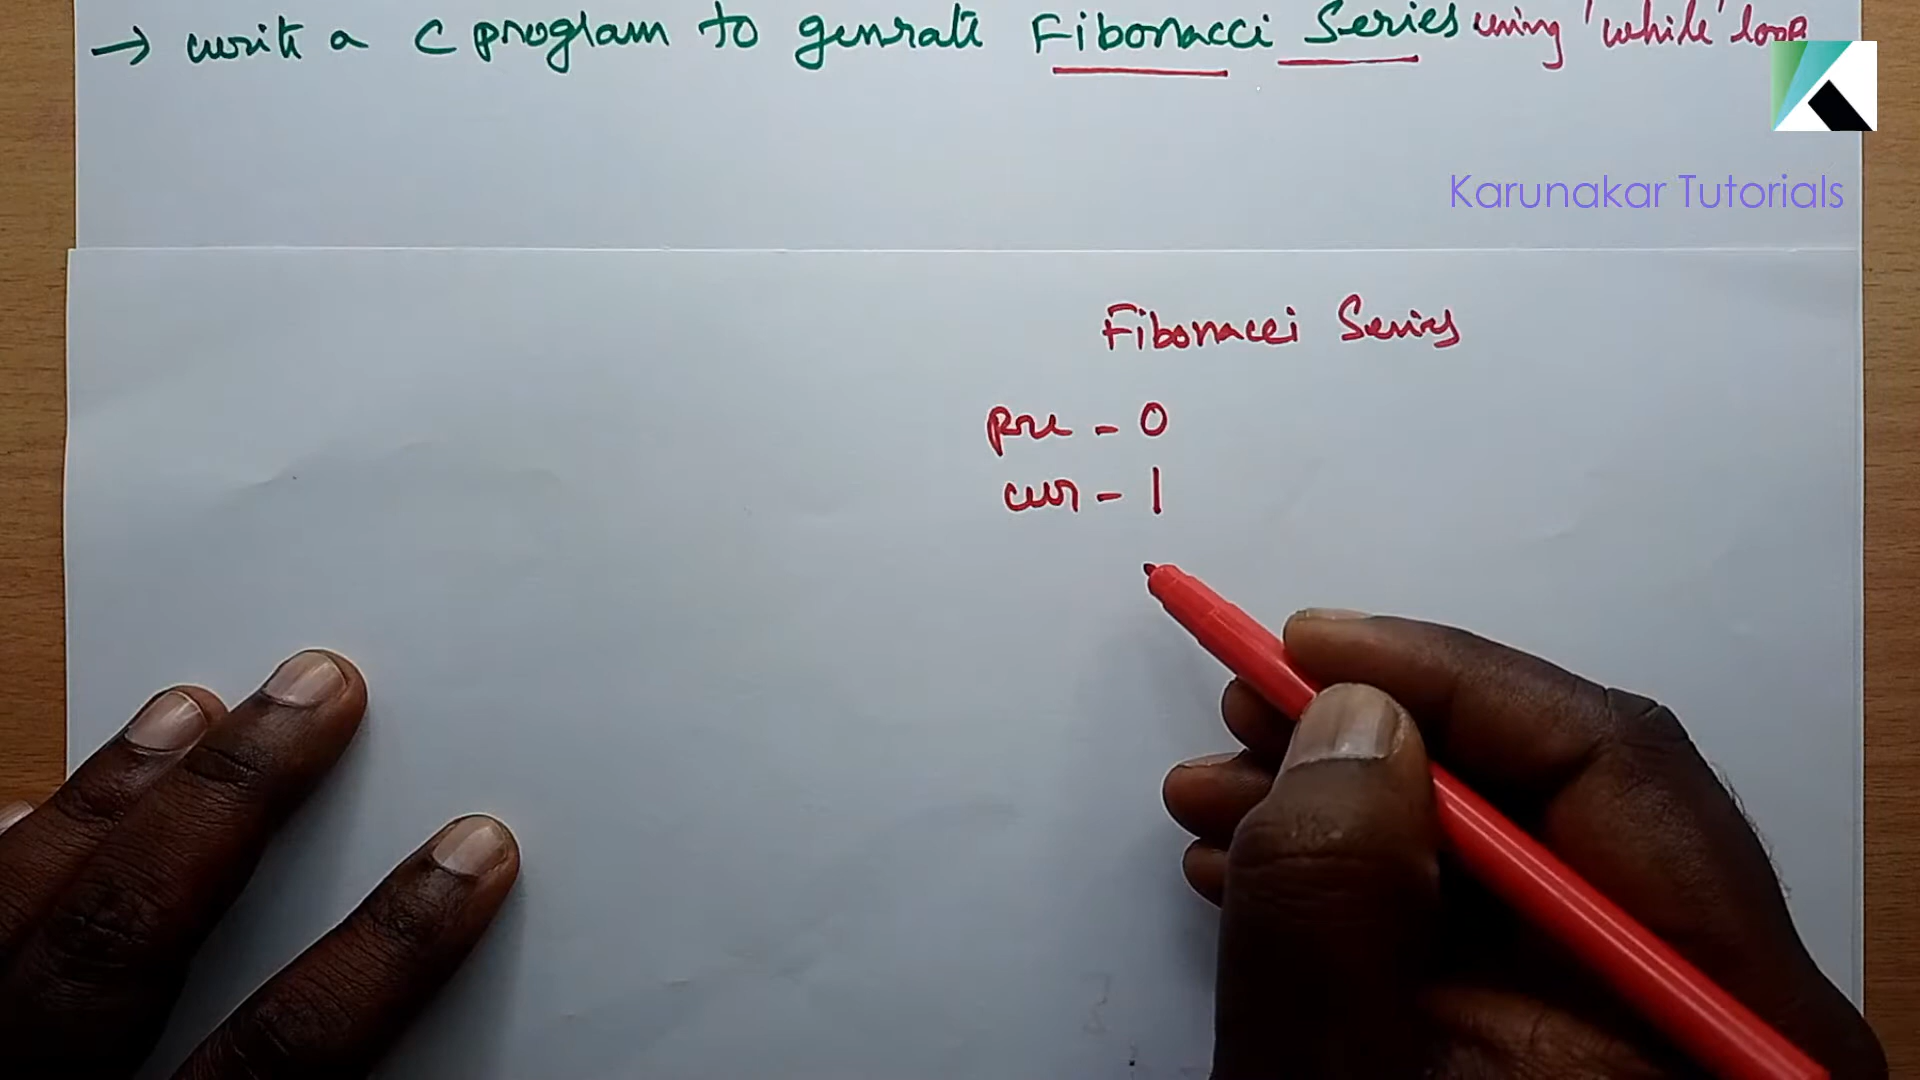 → write a C program to genrate Fibonacci Series using 'while' loop
Karunakar Tutorials
Fibonacci Series
pre - 0
cur - 1